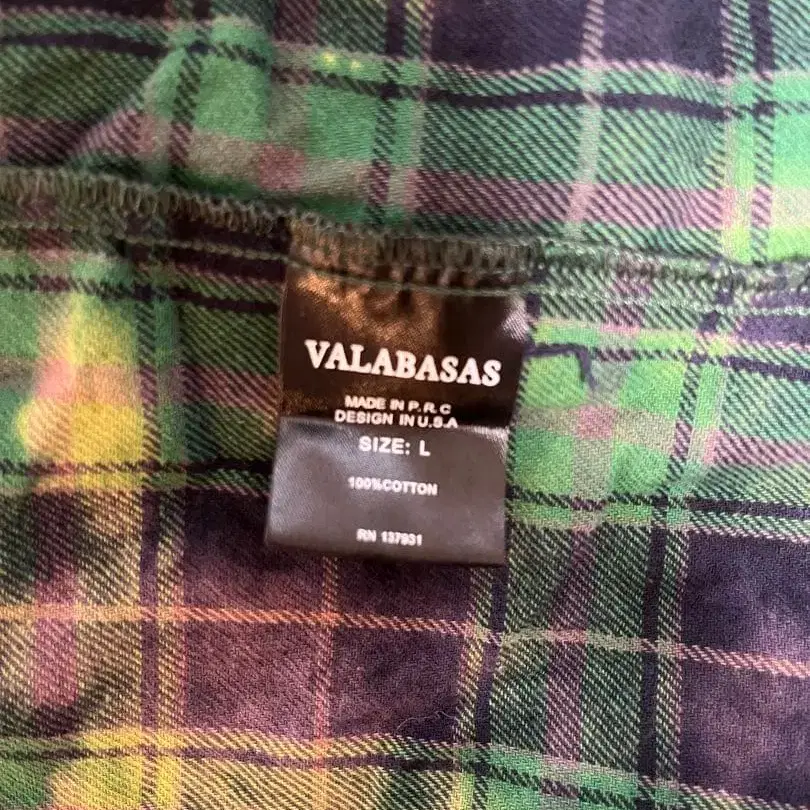 VALABASAS
MADE IN P.R.C
DESIGN IN U.S.A
SIZE: L
100%COTTON
RN 137931